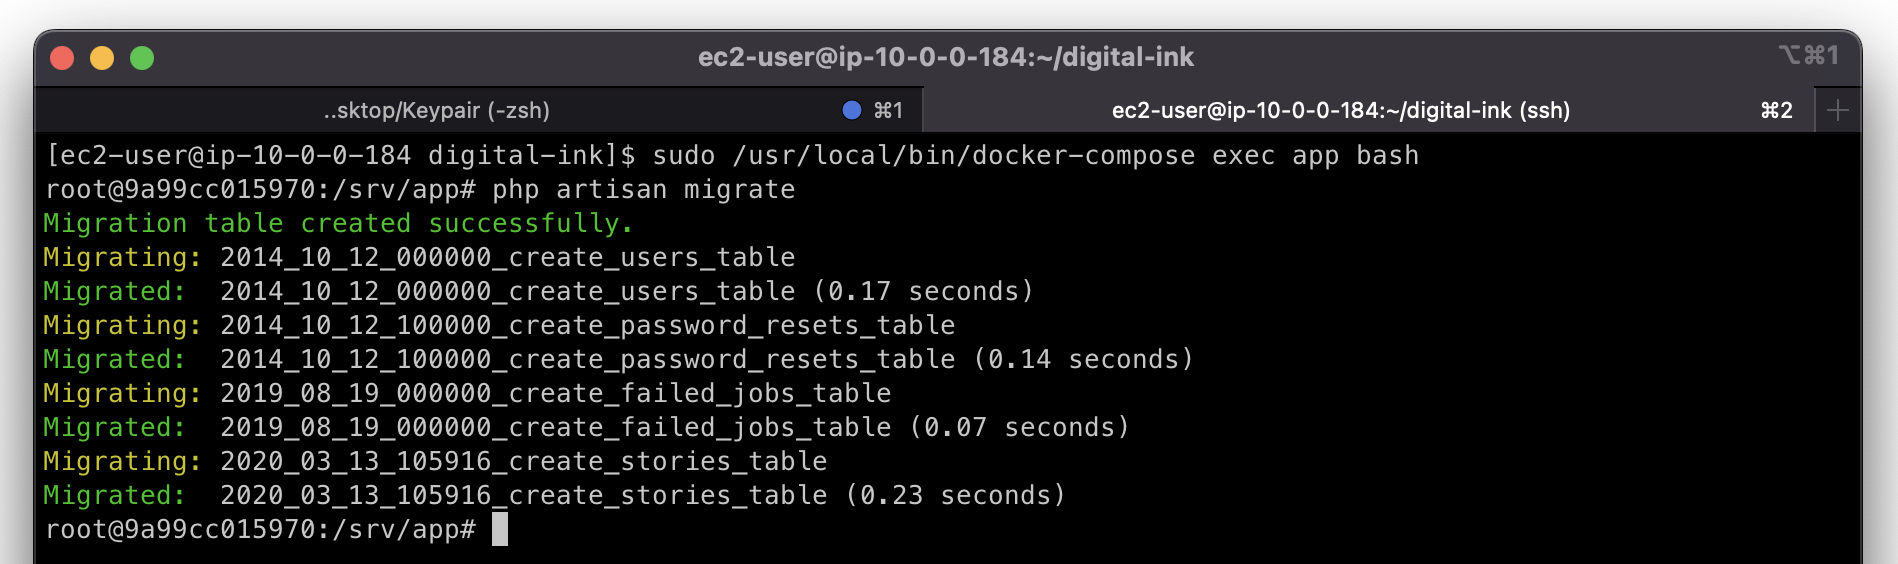 ec2-user@ip-10-0-0-184:~/digital-ink
⌥⌘1
..sktop/Keypair (-zsh)
⌘1
ec2-user@ip-10-0-0-184:~/digital-ink (ssh)
⌘2
[ec2-user@ip-10-0-0-184 digital-ink]$ sudo /usr/local/bin/docker-compose exec app bash
root@9a99cc015970:/srv/app# php artisan migrate
Migration table created successfully.
Migrating: 2014_10_12_000000_create_users_table
Migrated:  2014_10_12_000000_create_users_table (0.17 seconds)
Migrating: 2014_10_12_100000_create_password_resets_table
Migrated:  2014_10_12_100000_create_password_resets_table (0.14 seconds)
Migrating: 2019_08_19_000000_create_failed_jobs_table
Migrated:  2019_08_19_000000_create_failed_jobs_table (0.07 seconds)
Migrating: 2020_03_13_105916_create_stories_table
Migrated:  2020_03_13_105916_create_stories_table (0.23 seconds)
root@9a99cc015970:/srv/app#